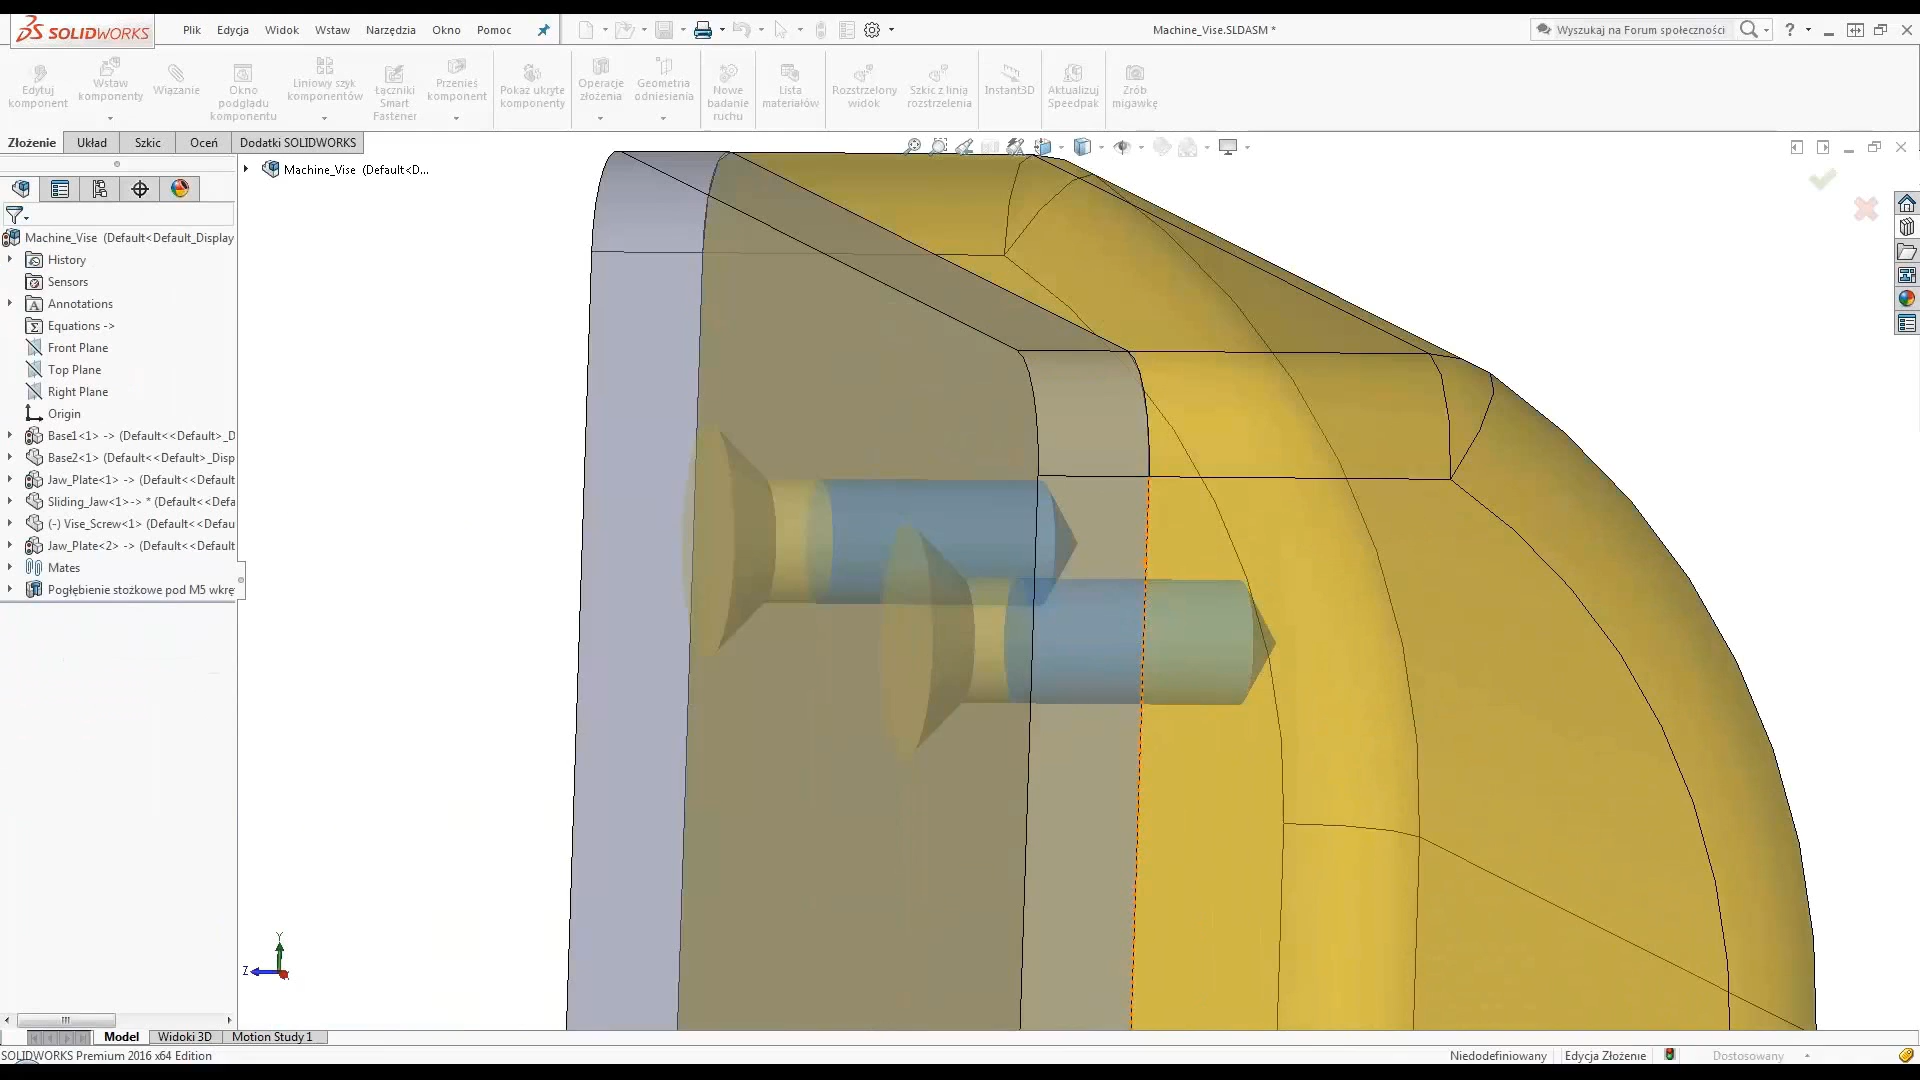 SOLIDWORKS
Plik Edycja Widok Wstaw Narzędzia Okno Pomoc
Machine_Vise.SLDASM *
Wyszukaj na Forum społeczności
?
Edytuj komponent
Wstaw komponenty
Wiązanie
Okno podglądu komponentu
Liniowy szyk komponentów
Łączniki Smart Fastener
Przenieś komponent
Pokaż ukryte komponenty
Operacje złożenia
Geometria odniesienia
Nowe badanie ruchu
Lista materiałów
Rozstrzelony widok
Szkic z linią rozstrzelenia
Instant3D
Aktualizuj Speedpak
Zrób migawkę
Złożenie Układ Szkic Oceń Dodatki SOLIDWORKS
Machine_Vise (Default<D...
Machine_Vise (Default<Default_Display
History
Sensors
Annotations
Equations ->
Front Plane
Top Plane
Right Plane
Origin
Base1<1> -> (Default<<Default>_D
Base2<1> (Default<<Default>_Disp
Jaw_Plate<1> -> (Default<<Default
Sliding_Jaw<1>-> * (Default<<Defa
(-) Vise_Screw<1> (Default<<Defau
Jaw_Plate<2> -> (Default<<Default
Mates
Pogłębienie stożkowe pod M5 wkrę
Y
Z
Model Widoki 3D Motion Study 1
SOLIDWORKS Premium 2016 x64 Edition
Niedodefiniowany Edycja Złożenie Dostosowany